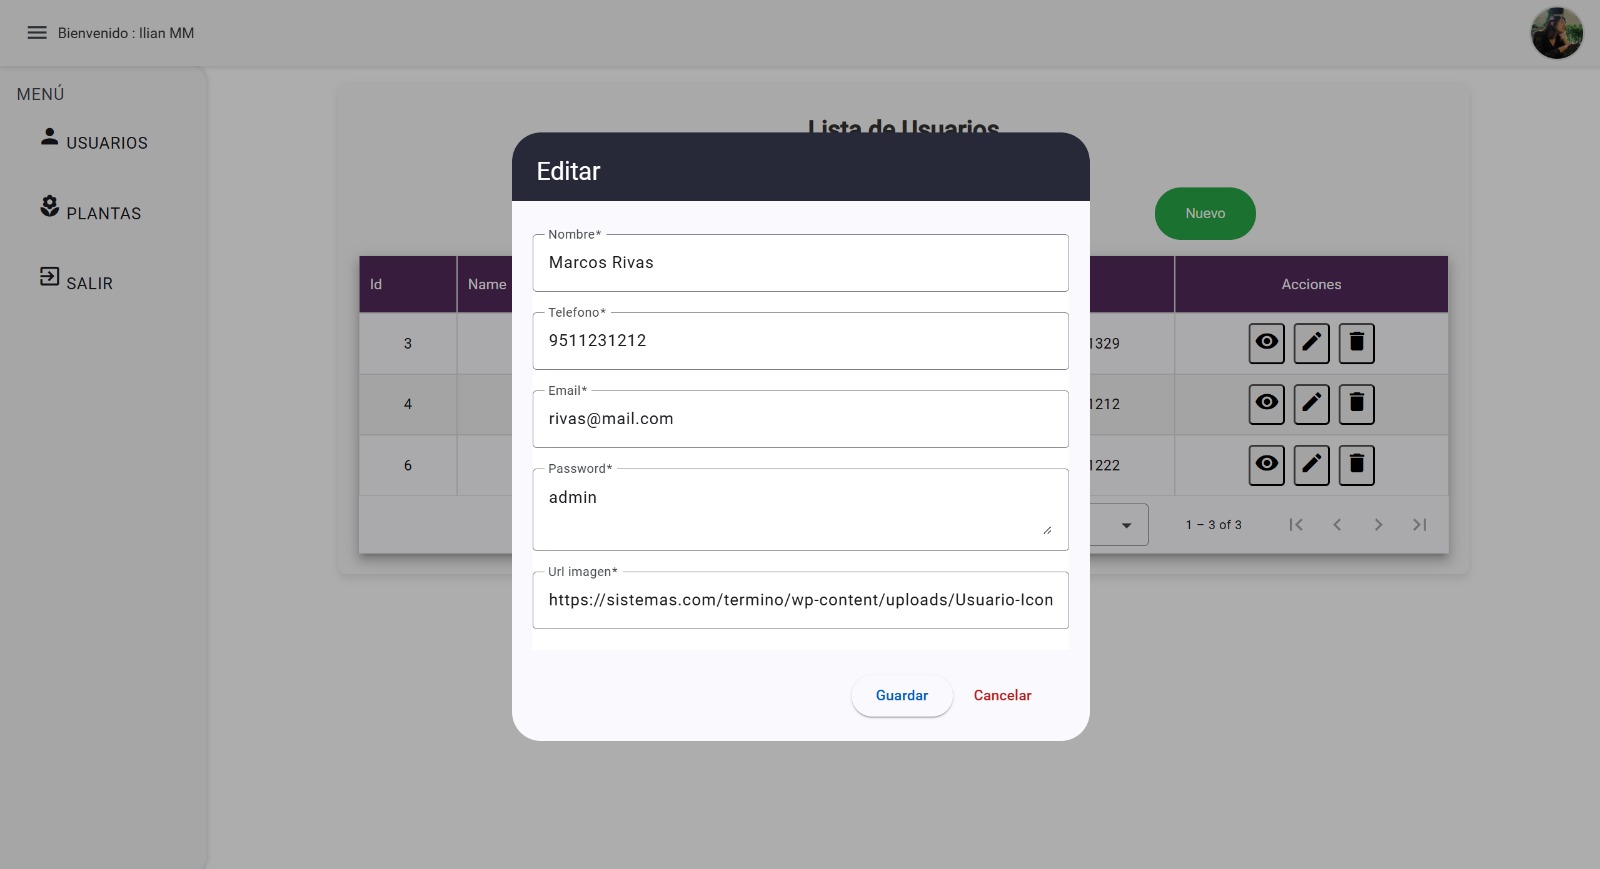 Bienvenido : Ilian MM
MENÚ
USUARIOS
PLANTAS
SALIR
Lista de Usuarios
Nuevo
Id
Name
Acciones
3
1329
4
1212
6
1222
1 – 3 of 3
Editar
Nombre*
Marcos Rivas
Telefono*
9511231212
Email*
rivas@mail.com
Password*
admin
Url imagen*
https://sistemas.com/termino/wp-content/uploads/Usuario-Icon
Guardar
Cancelar